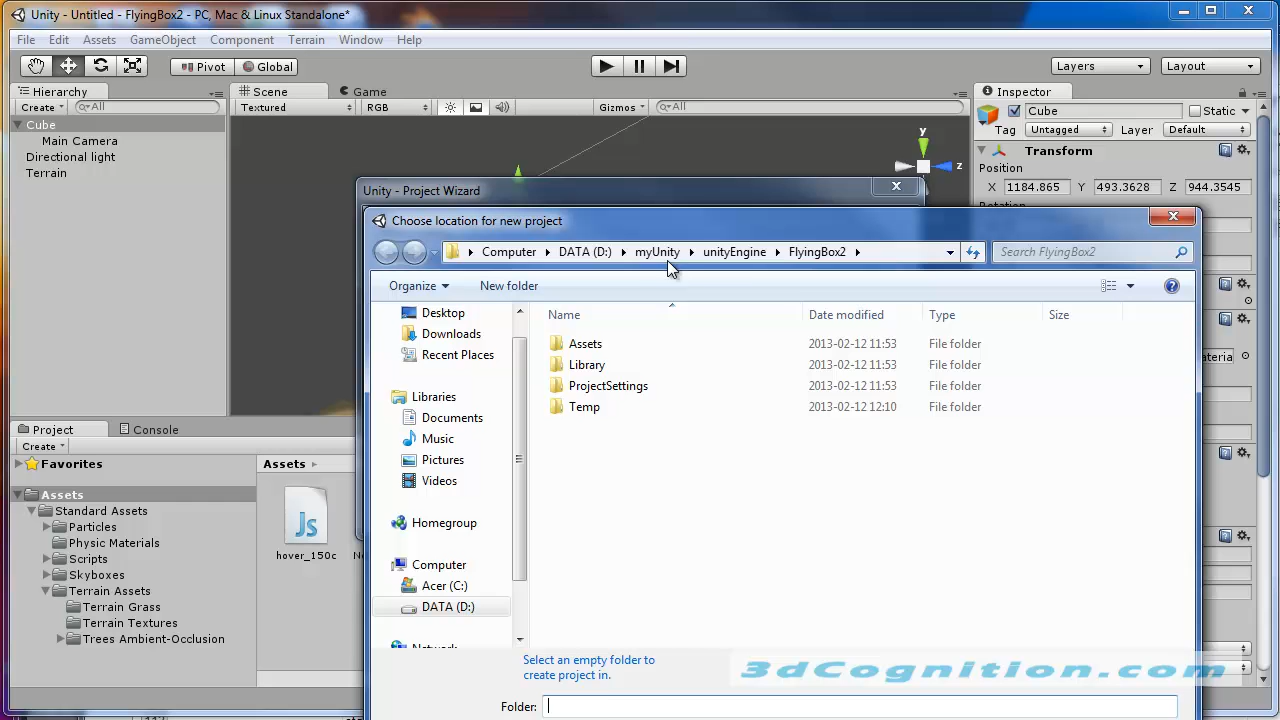 Unity - Untitled - FlyingBox2 - PC, Mac & Linux Standalone*
File Edit Assets GameObject Component Terrain Window Help
Pivot Global Layers Layout
Hierarchy Scene Game Inspector
Create All Textured RGB Gizmos All Cube Static
Cube
Tag Untagged Layer Default
Main Camera
Directional light
Terrain
y
z
Transform
Position
X 1184.865 Y 493.3628 Z 944.3545
Unity - Project Wizard
Choose location for new project
Computer DATA (D:) myUnity unityEngine FlyingBox2 Search FlyingBox2
Organize New folder
Name Date modified Type Size
Desktop
Downloads
Recent Places
Libraries
Documents
Music
Pictures
Videos
Homegroup
Computer
Acer (C:)
DATA (D:)
Assets 2013-02-12 11:53 File folder
Library 2013-02-12 11:53 File folder
ProjectSettings 2013-02-12 11:53 File folder
Temp 2013-02-12 12:10 File folder
Select an empty folder to
create project in.
Folder:
Project Console
Create
Favorites
Assets
Standard Assets
Particles
Physic Materials
Scripts
Skyboxes
Terrain Assets
Terrain Grass
Terrain Textures
Trees Ambient-Occlusion
Assets
Js
hover_150c
3dCognition.com